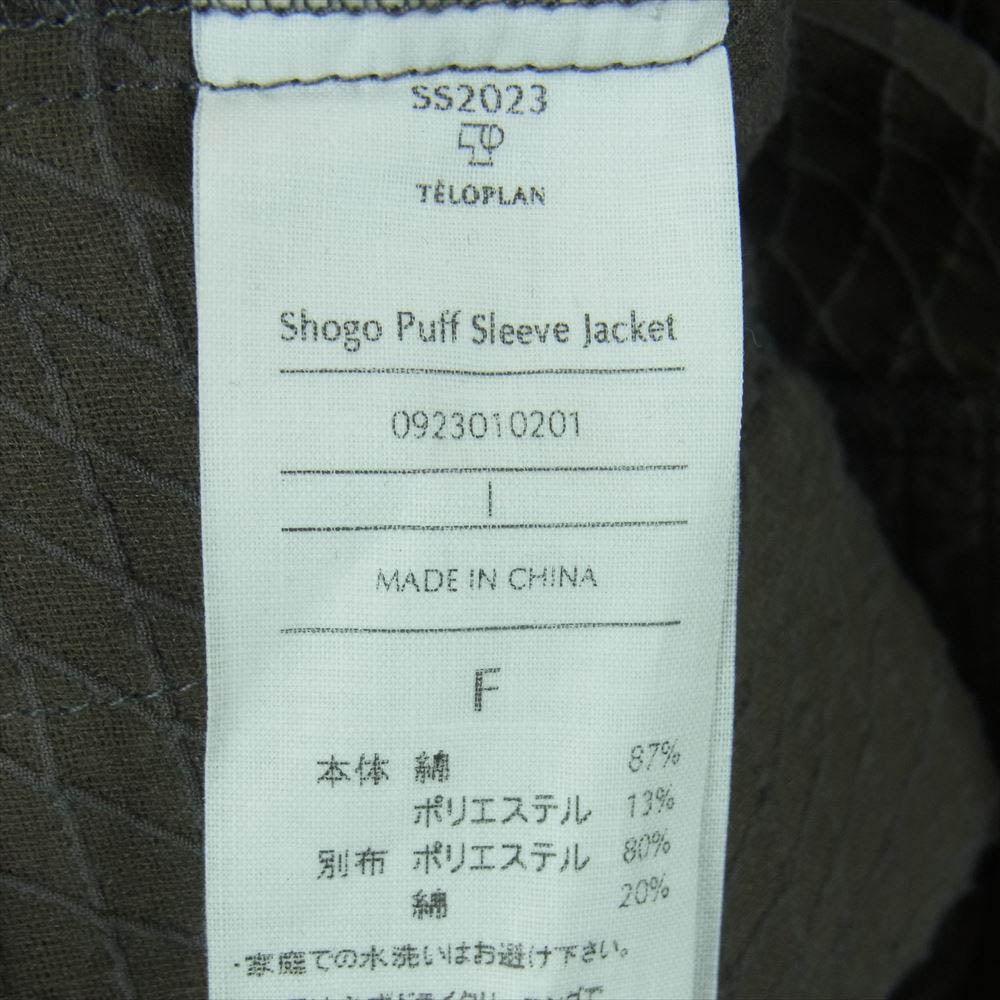 SS2023
TÉLOPLAN
Shogo Puff Sleeve Jacket
0923010201
I
MADE IN CHINA
F
本体 綿 87%
ポリエステル 13%
別布 ポリエステル 80%
綿 20%
・家庭での水洗いはお避け下さい。